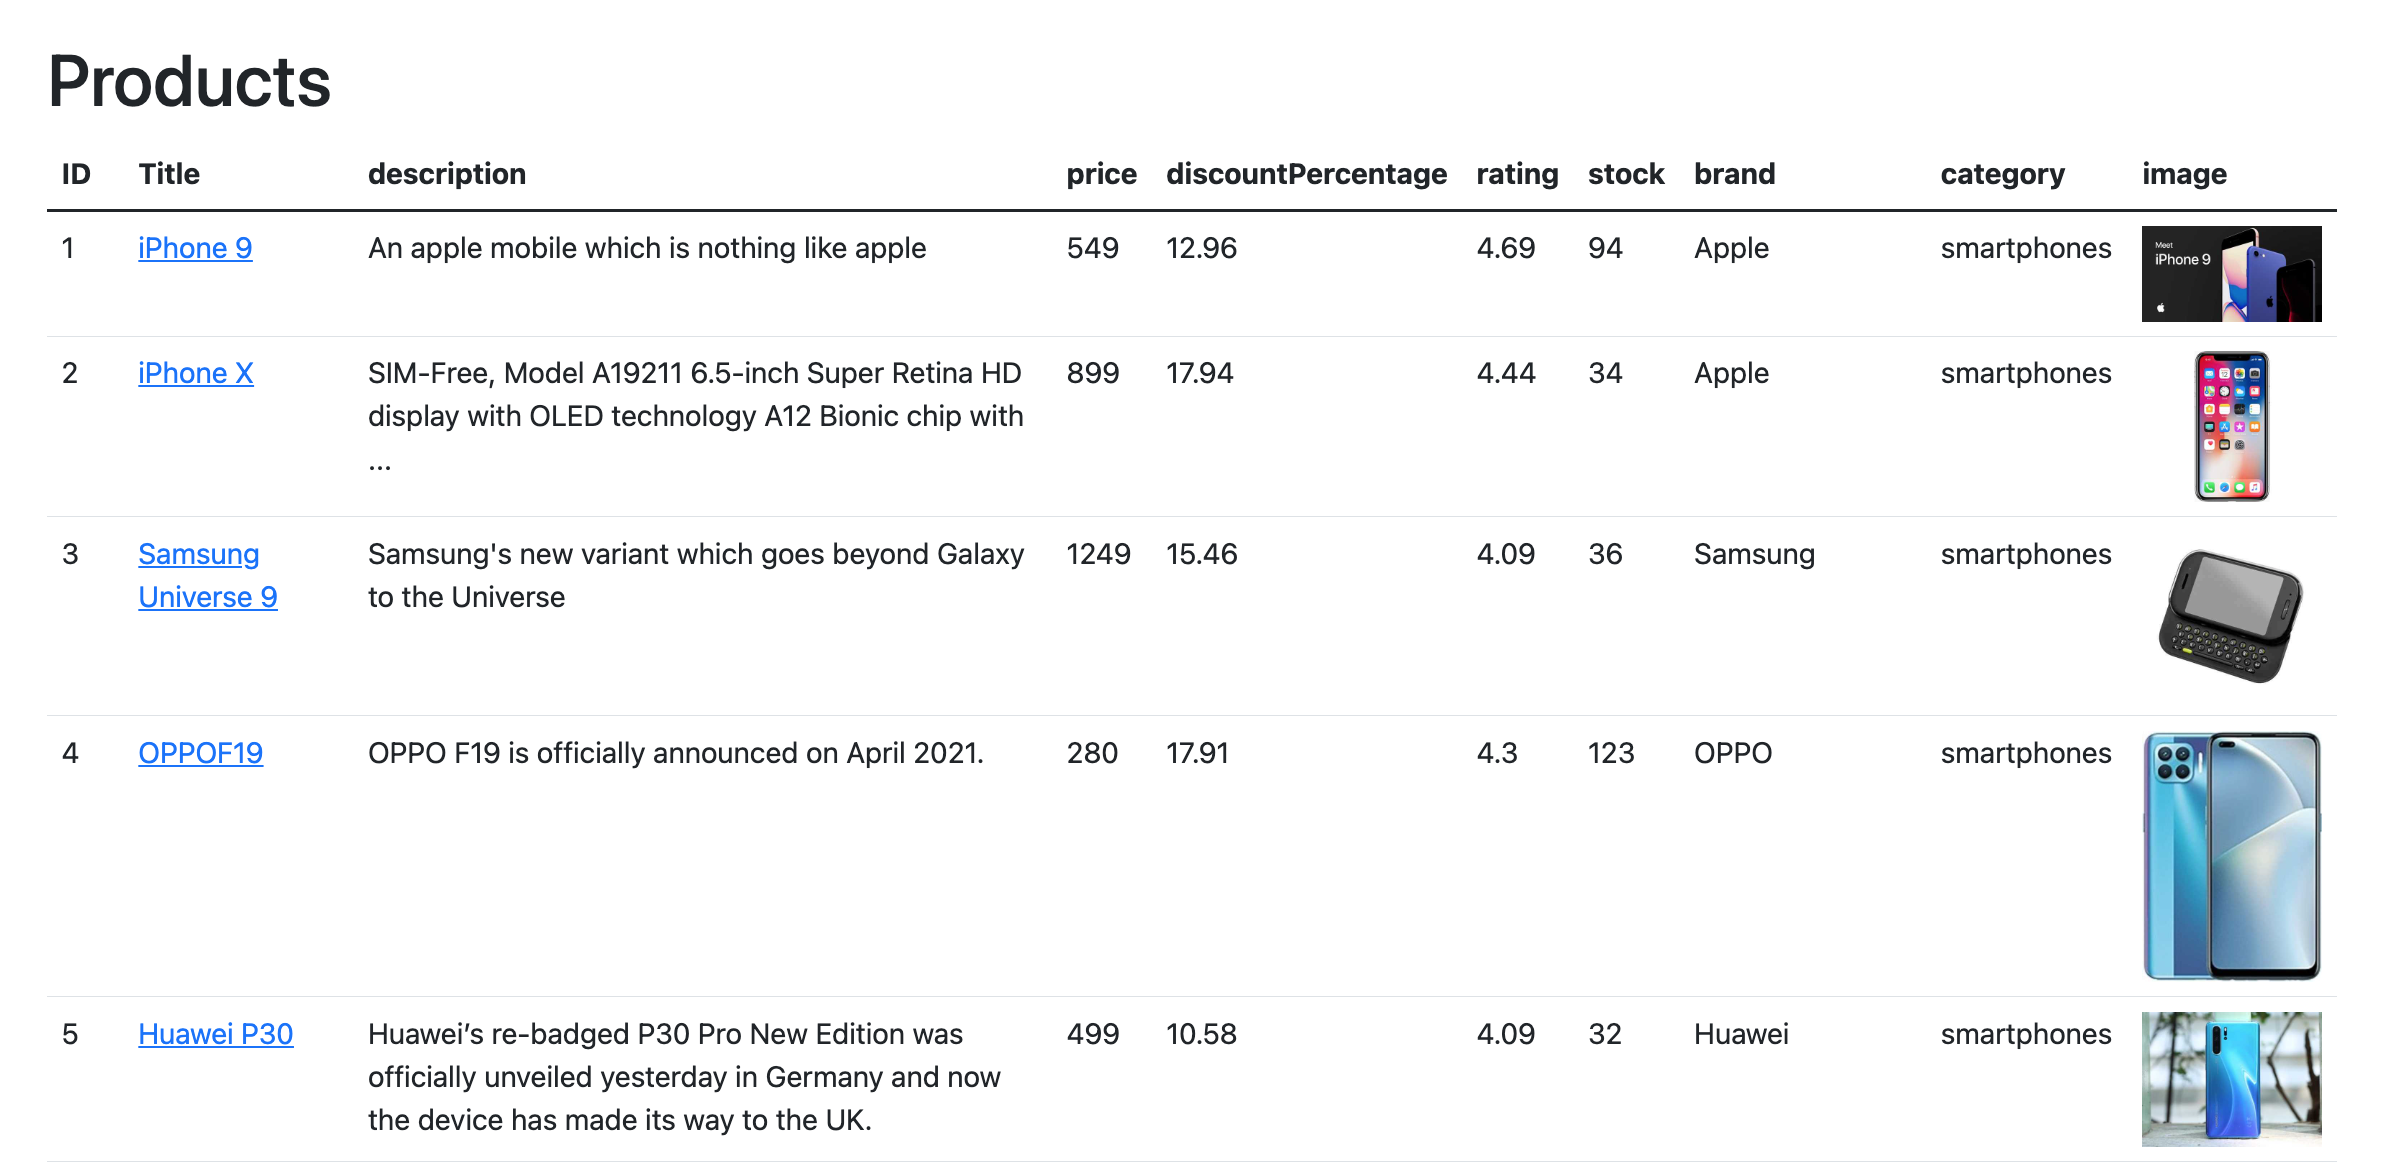 Products
ID Title description price discountPercentage rating stock brand category image
1 iPhone 9 An apple mobile which is nothing like apple 549 12.96 4.69 94 Apple smartphones
Meet
iPhone 9
2 iPhone X SIM-Free, Model A19211 6.5-inch Super Retina HD 899 17.94 4.44 34 Apple smartphones
display with OLED technology A12 Bionic chip with
...
3 Samsung Samsung's new variant which goes beyond Galaxy 1249 15.46 4.09 36 Samsung smartphones
Universe 9 to the Universe
4 OPPOF19 OPPO F19 is officially announced on April 2021. 280 17.91 4.3 123 OPPO smartphones
5 Huawei P30 Huawei’s re-badged P30 Pro New Edition was 499 10.58 4.09 32 Huawei smartphones
officially unveiled yesterday in Germany and now
the device has made its way to the UK.